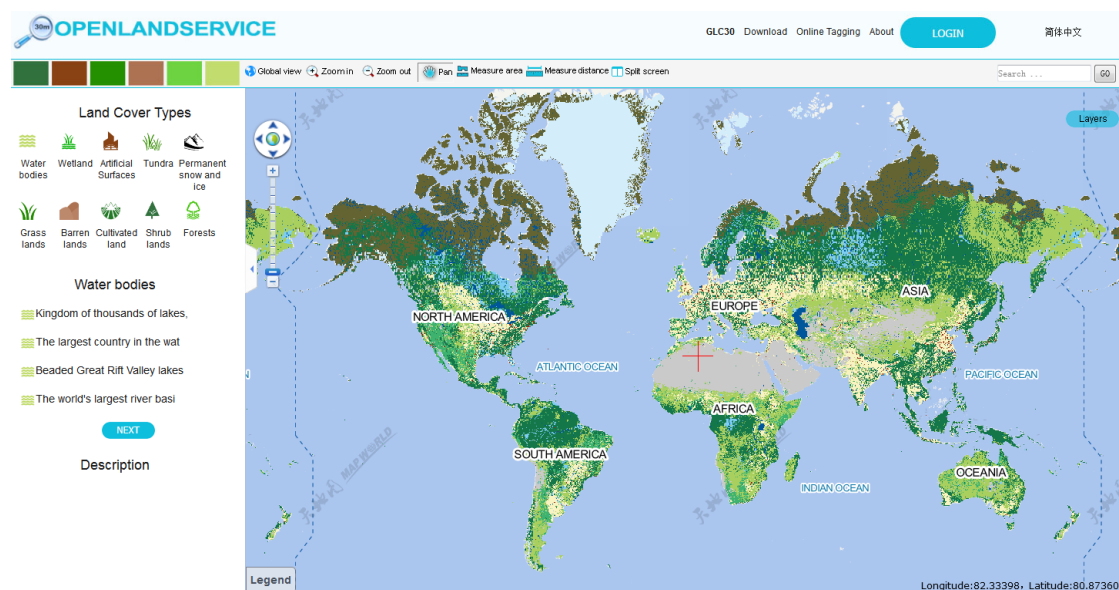 30m OPENLANDSERVICE
GLC30 Download Online Tagging About LOGIN 简体中文
Global view Zoomin Zoom out Pan Measure area Measure distance Split screen
Search ... GO
Land Cover Types
Water bodies
Wetland
Artificial Surfaces
Tundra
Permanent snow and ice
Grass lands
Barren lands
Cultivated land
Shrub lands
Forests
Water bodies
Kingdom of thousands of lakes,
The largest country in the wat
Beaded Great Rift Valley lakes
The world's largest river basi
NEXT
Description
Layers
ASIA
EUROPE
NORTH AMERICA
ATLANTIC OCEAN
PACIFIC OCEAN
AFRICA
SOUTH AMERICA
OCEANIA
INDIAN OCEAN
MAP WORLD
Legend
Longitude:82.33398, Latitude:80.87360